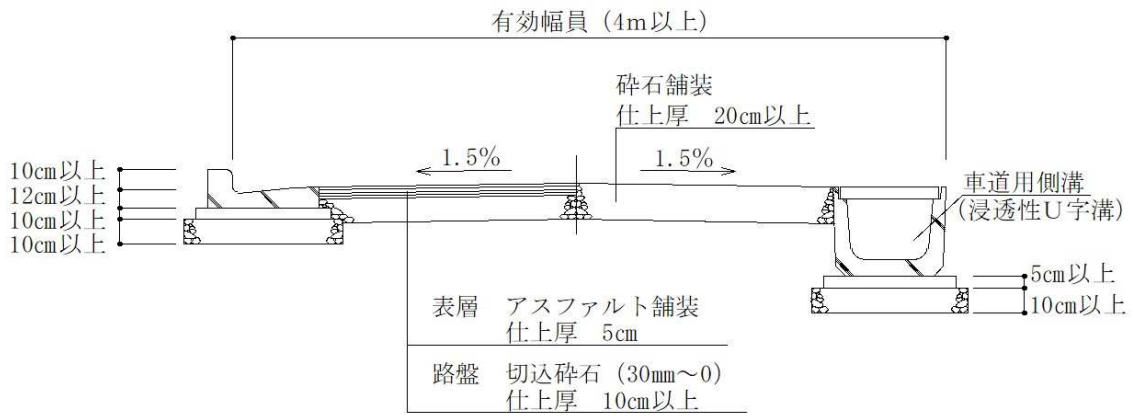 有効幅員 (4m以上)
砕石舗装
仕上厚 20cm以上
1.5%
1.5%
10cm以上
12cm以上
10cm以上
10cm以上
車道用側溝
(浸透性U字溝)
5cm以上
10cm以上
表層 アスファルト舗装
仕上厚 5cm
路盤 切込砕石 (30mm～0)
仕上厚 10cm以上